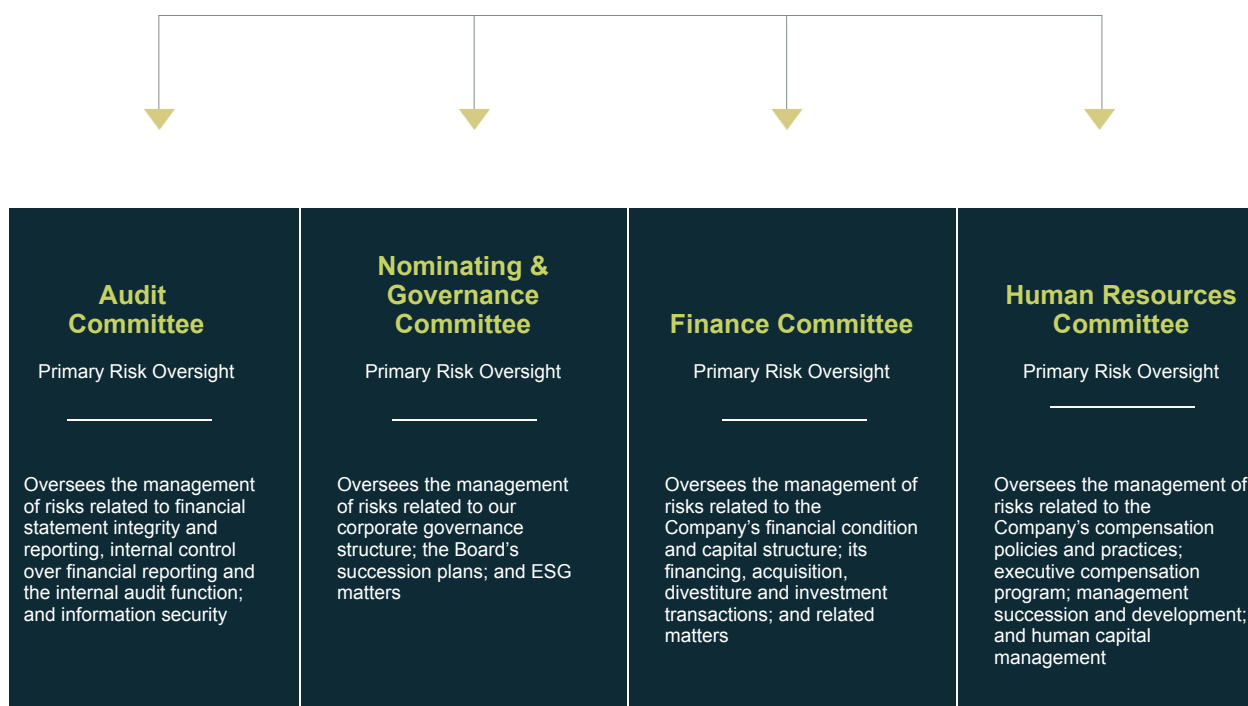 Audit
Committee
Primary Risk Oversight
Oversees the management
of risks related to financial
statement integrity and
reporting, internal control
over financial reporting and
the internal audit function;
and information security
Nominating &
Governance
Committee
Primary Risk Oversight
Oversees the management
of risks related to our
corporate governance
structure; the Board’s
succession plans; and ESG
matters
Finance Committee
Primary Risk Oversight
Oversees the management of
risks related to the
Company’s financial condition
and capital structure; its
financing, acquisition,
divestiture and investment
transactions; and related
matters
Human Resources
Committee
Primary Risk Oversight
Oversees the management of
risks related to the
Company’s compensation
policies and practices;
executive compensation
program; management
succession and development;
and human capital
management